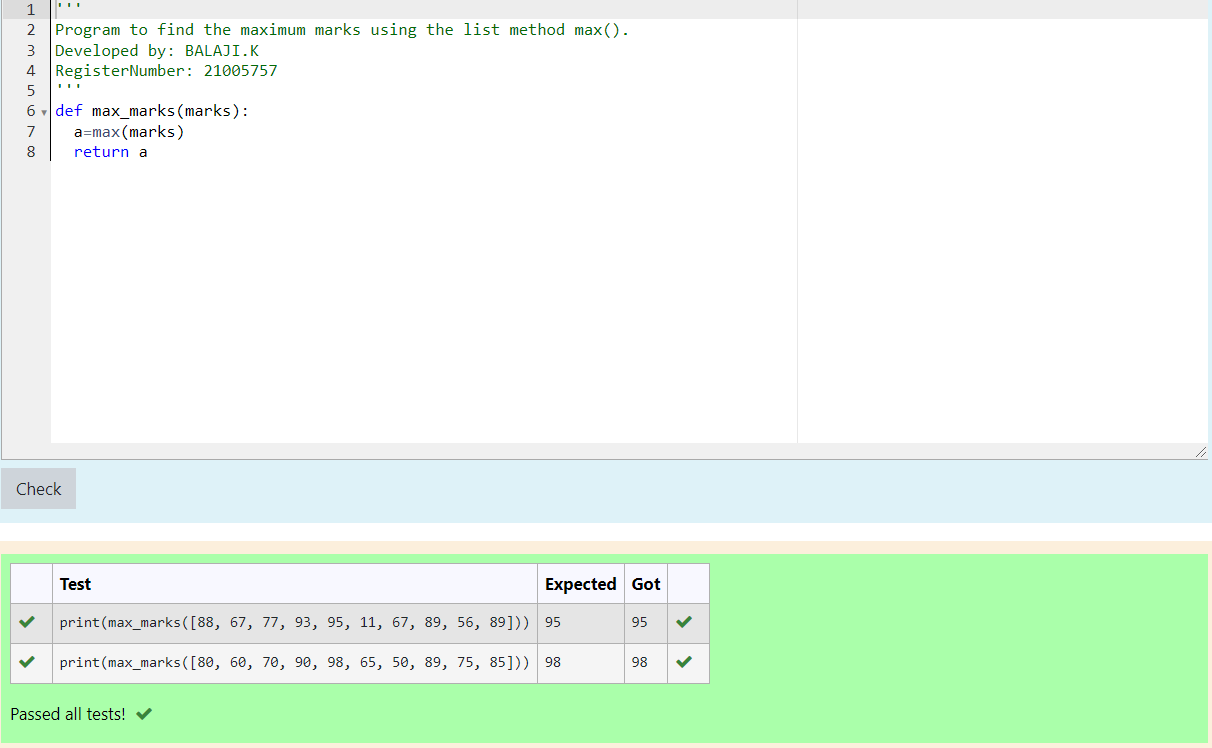 1 '''
2 Program to find the maximum marks using the list method max().
3 Developed by: BALAJI.K
4 RegisterNumber: 21005757
5 '''
6 def max_marks(marks):
7   a=max(marks)
8   return a
Check
Test Expected Got
print(max_marks([88, 67, 77, 93, 95, 11, 67, 89, 56, 89])) 95 95
print(max_marks([80, 60, 70, 90, 98, 65, 50, 89, 75, 85])) 98 98
Passed all tests!